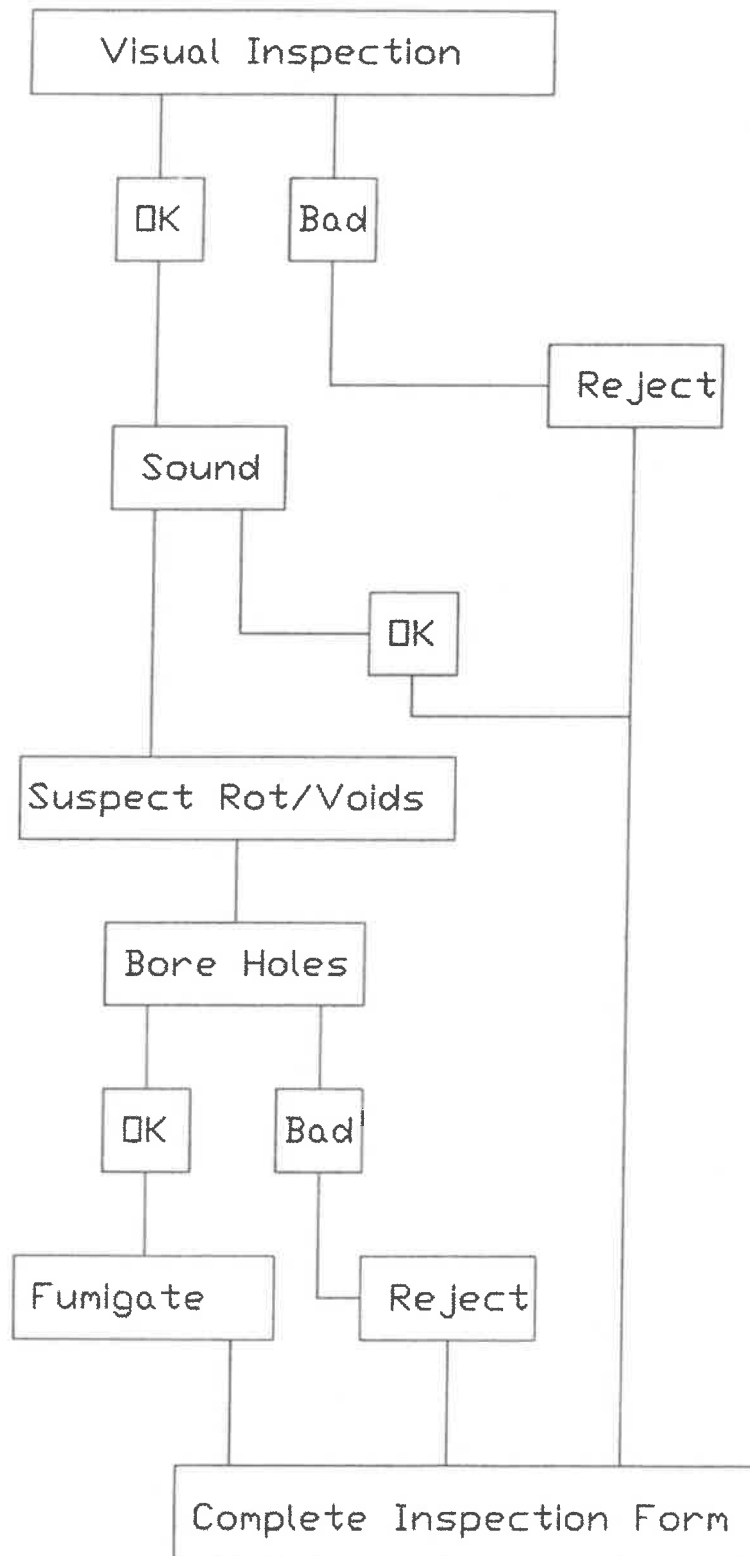 Visual Inspection
OK
Bad
Reject
Sound
OK
Suspect Rot/Voids
Bore Holes
OK
Bad
Fumigate
Reject
Complete Inspection Form